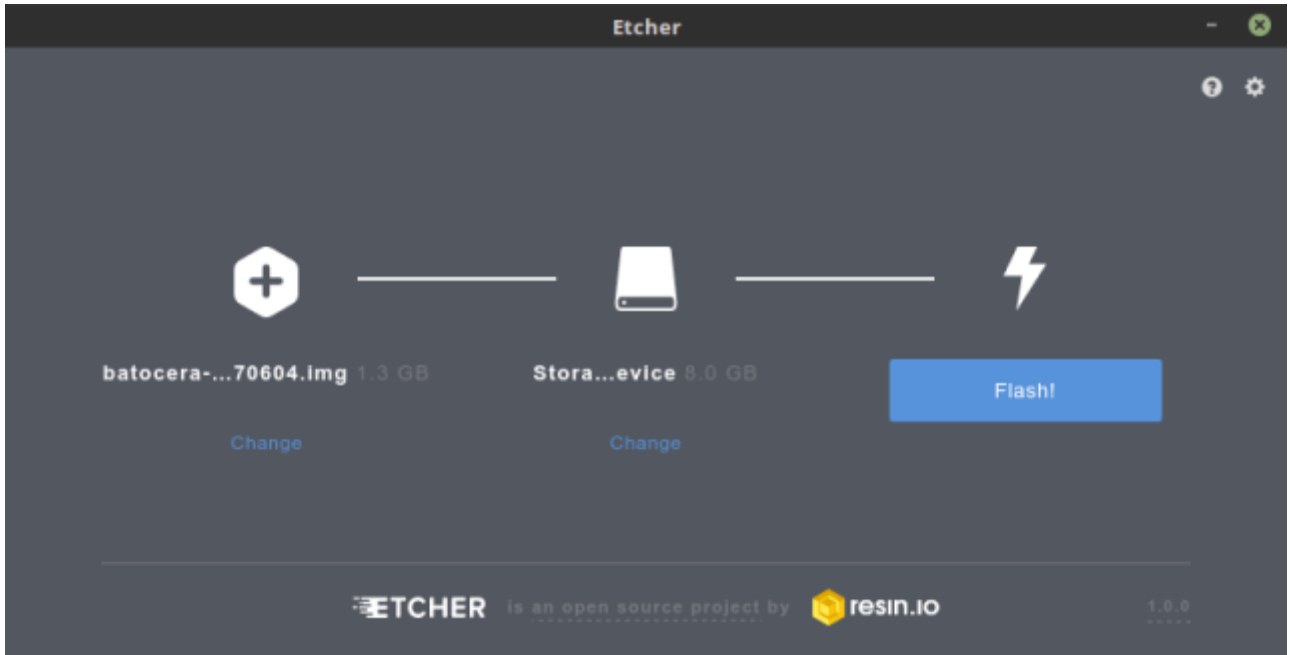 Etcher
batocera-...70604.img 1.3 GB
Stora...evice 8.0 GB
Flash!
Change
Change
ETCHER is an open source project by resin.io
1.0.0